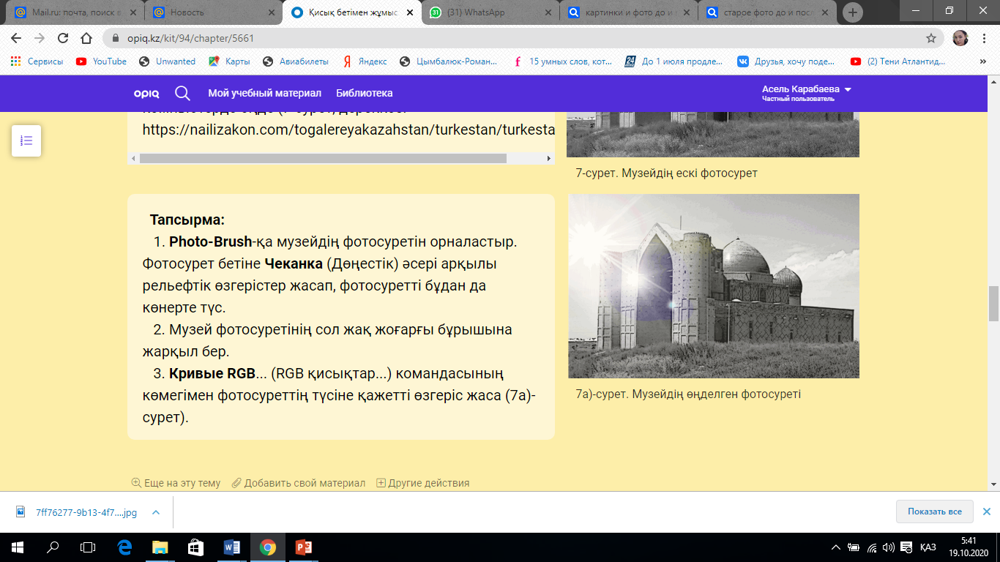 Mail.ru: почта, поиск в
Новость
Қисық бетімен жұмыс
(31) WhatsApp
картинки и фото до и п
старое фото до и посл
opiq.kz/kit/94/chapter/5661
Сервисы
YouTube
Unwanted
Карты
Авиабилеты
Яндекс
Цымбалюк-Роман...
15 умных слов, кот...
До 1 июля продле...
Друзья, хочу поде...
(2) Тени Атлантид...
opiq
Мой учебный материал
Библиотека
Асель Карабаева
Частный пользователь
https://nailizakon.com/togalereyakazahstan/turkestan/turkesta
7-сурет. Музейдің ескі фотосурет
Тапсырма:
1. Photo-Brush-қа музейдің фотосуретін орналастыр.
Фотосурет бетіне Чеканка (Дөңестік) әсері арқылы
рельефтік өзгерістер жасап, фотосуретті бұдан да
көнерте түс.
2. Музей фотосуретінің сол жақ жоғарғы бұрышына
жарқыл бер.
3. Кривые RGB... (RGB қисықтар...) командасының
көмегімен фотосуреттің түсіне қажетті өзгеріс жаса (7а)-
сурет).
7а)-сурет. Музейдің өңделген фотосуреті
Еще на эту тему
Добавить свой материал
Другие действия
7ff76277-9b13-4f7....jpg
Показать все
ҚАЗ
5:41
19.10.2020